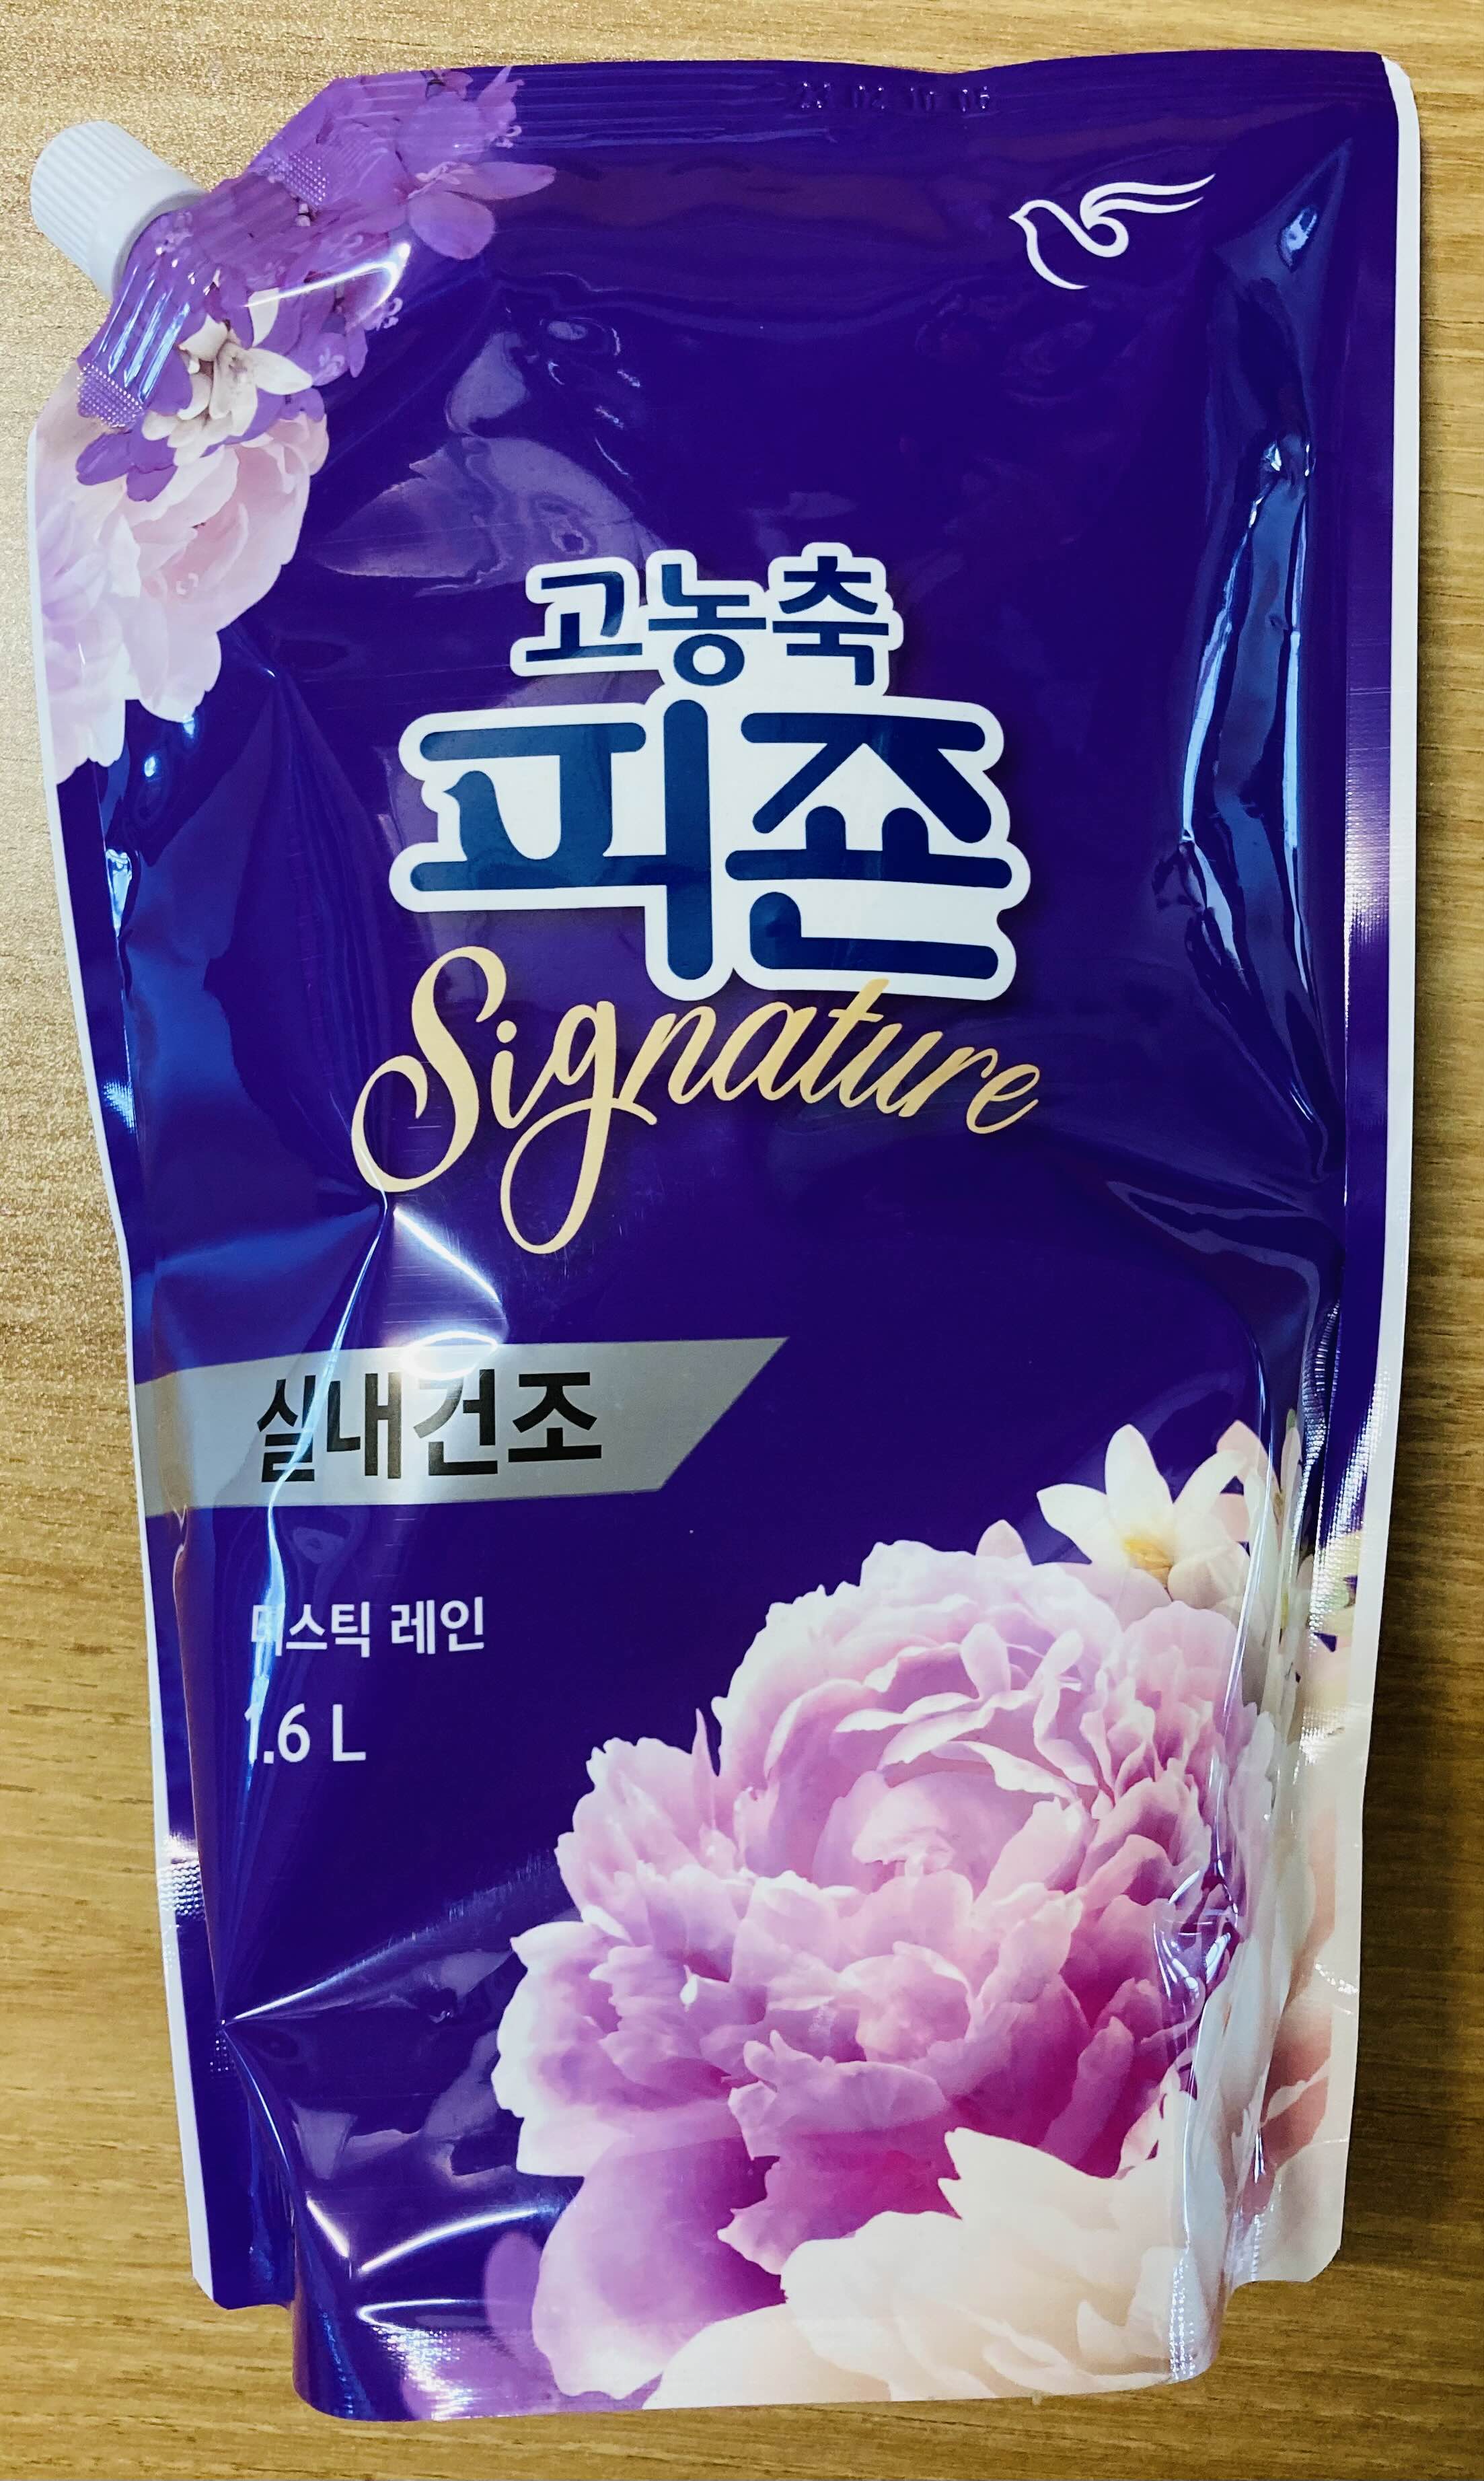 고농축
피죤
Signature
실내건조
미스틱 레인
1.6 L